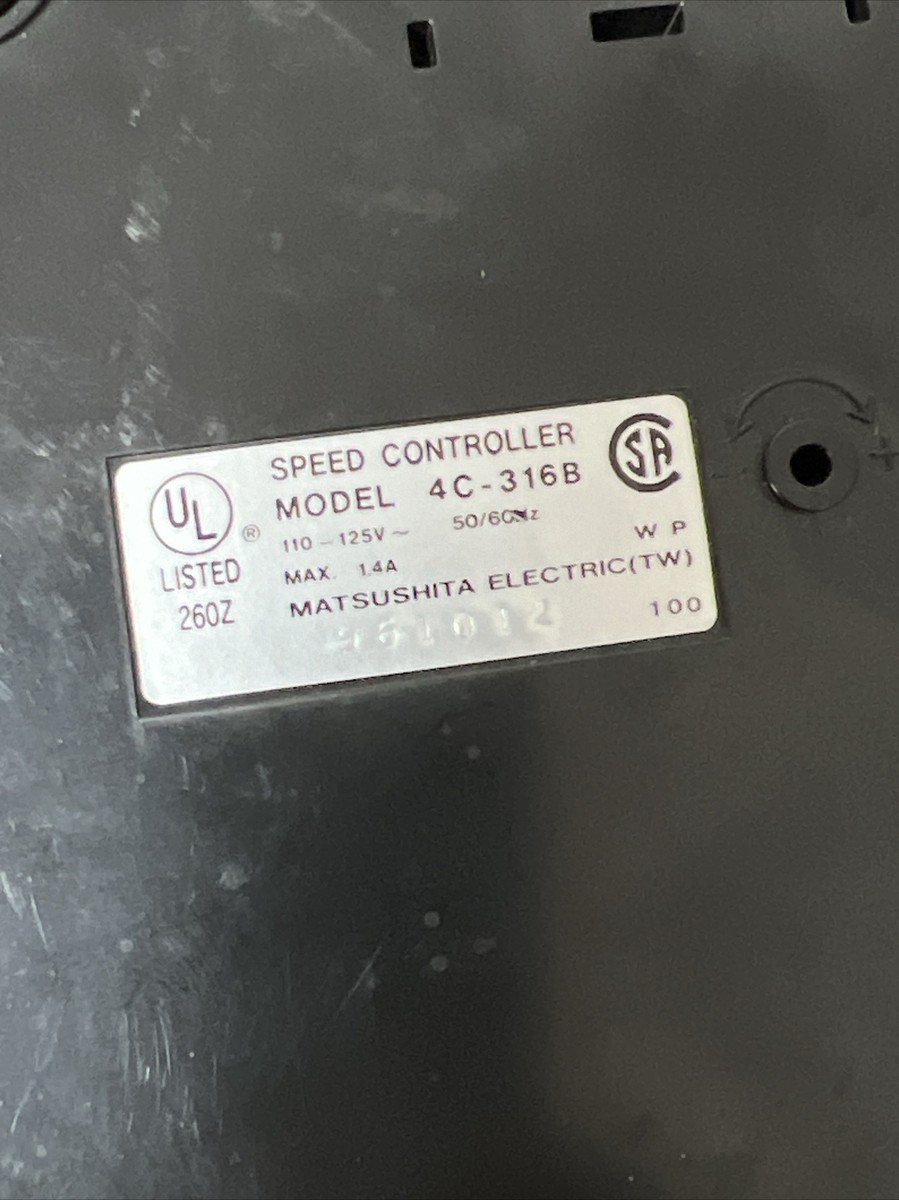 SPEED CONTROLLER
MODEL 4C-316B
110-125V~ 50/60Hz
MAX. 1.4A
MATSUSHITA ELECTRIC(TW)
UL®
LISTED
260Z
SA
W P
100
- +